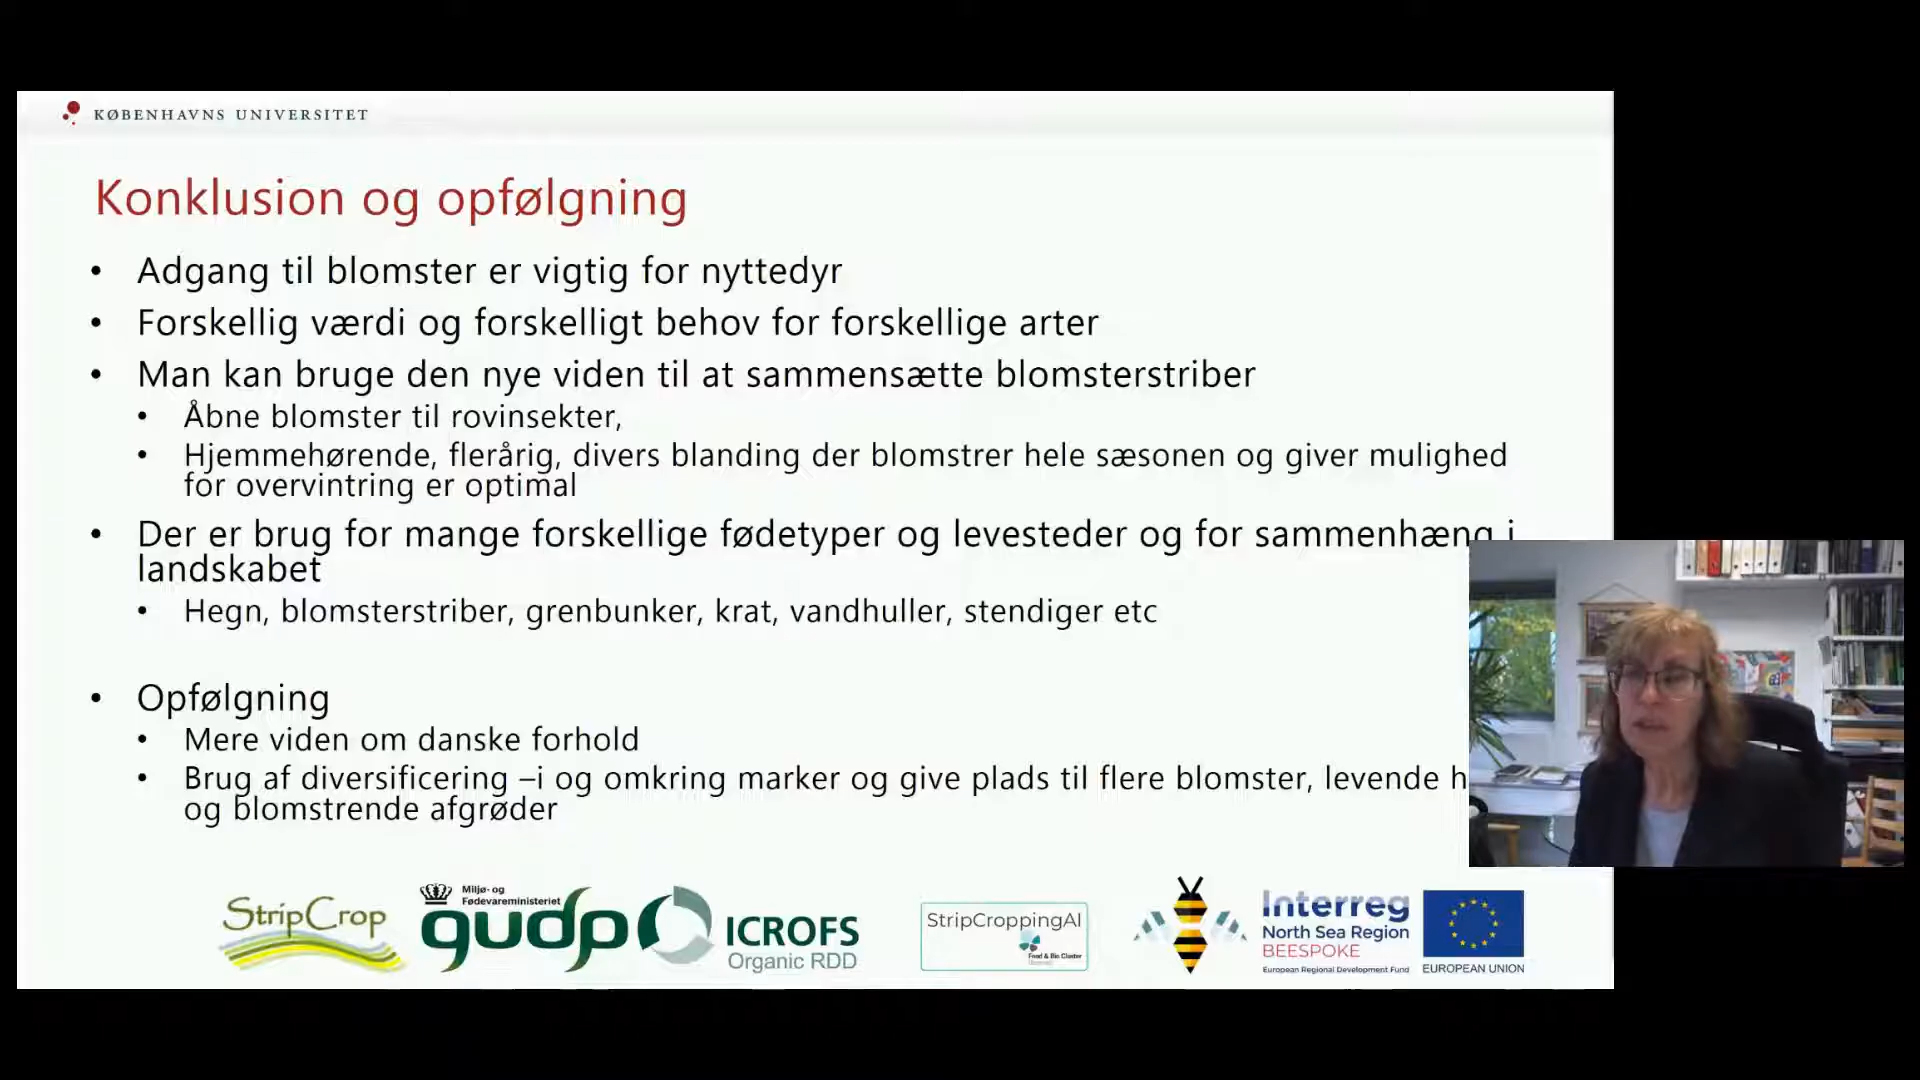 KØBENHAVNS UNIVERSITET
Konklusion og opfølgning
• Adgang til blomster er vigtig for nyttedyr
• Forskellig værdi og forskelligt behov for forskellige arter
• Man kan bruge den nye viden til at sammensætte blomsterstriber
• Åbne blomster til rovinsekter,
• Hjemmehørende, flerårig, divers blanding der blomstrer hele sæsonen og giver mulighed
for overvintring er optimal
• Der er brug for mange forskellige fødetyper og levesteder og for sammenhæng i
landskabet
• Hegn, blomsterstriber, grenbunker, krat, vandhuller, stendiger etc
• Opfølgning
• Mere viden om danske forhold
• Brug af diversificering –i og omkring marker og give plads til flere blomster, levende
og blomstrende afgrøder
StripCrop
Miljø- og
Fødevareministeriet
gudp
ICROFS
Organic RDD
StripCroppingAI
Food & Bio Cluster
Interreg
North Sea Region
BEESPOKE
European Regional Development Fund
EUROPEAN UNION